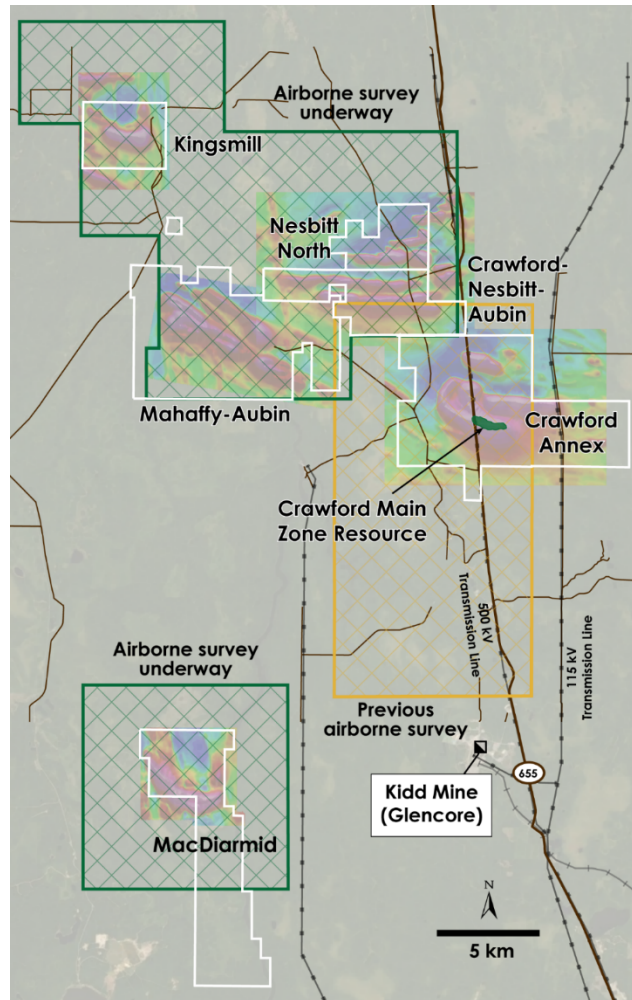 Airborne survey
underway
Kingsmill
Nesbitt
North
Crawford-
Nesbitt-
Aubin
Mahaffy-Aubin
Crawford
Annex
Crawford Main
Zone Resource
500 kV
Transmission Line
115 kV
Transmission Line
Airborne survey
underway
Previous
airborne survey
655
Kidd Mine
(Glencore)
MacDiarmid
N
5 km